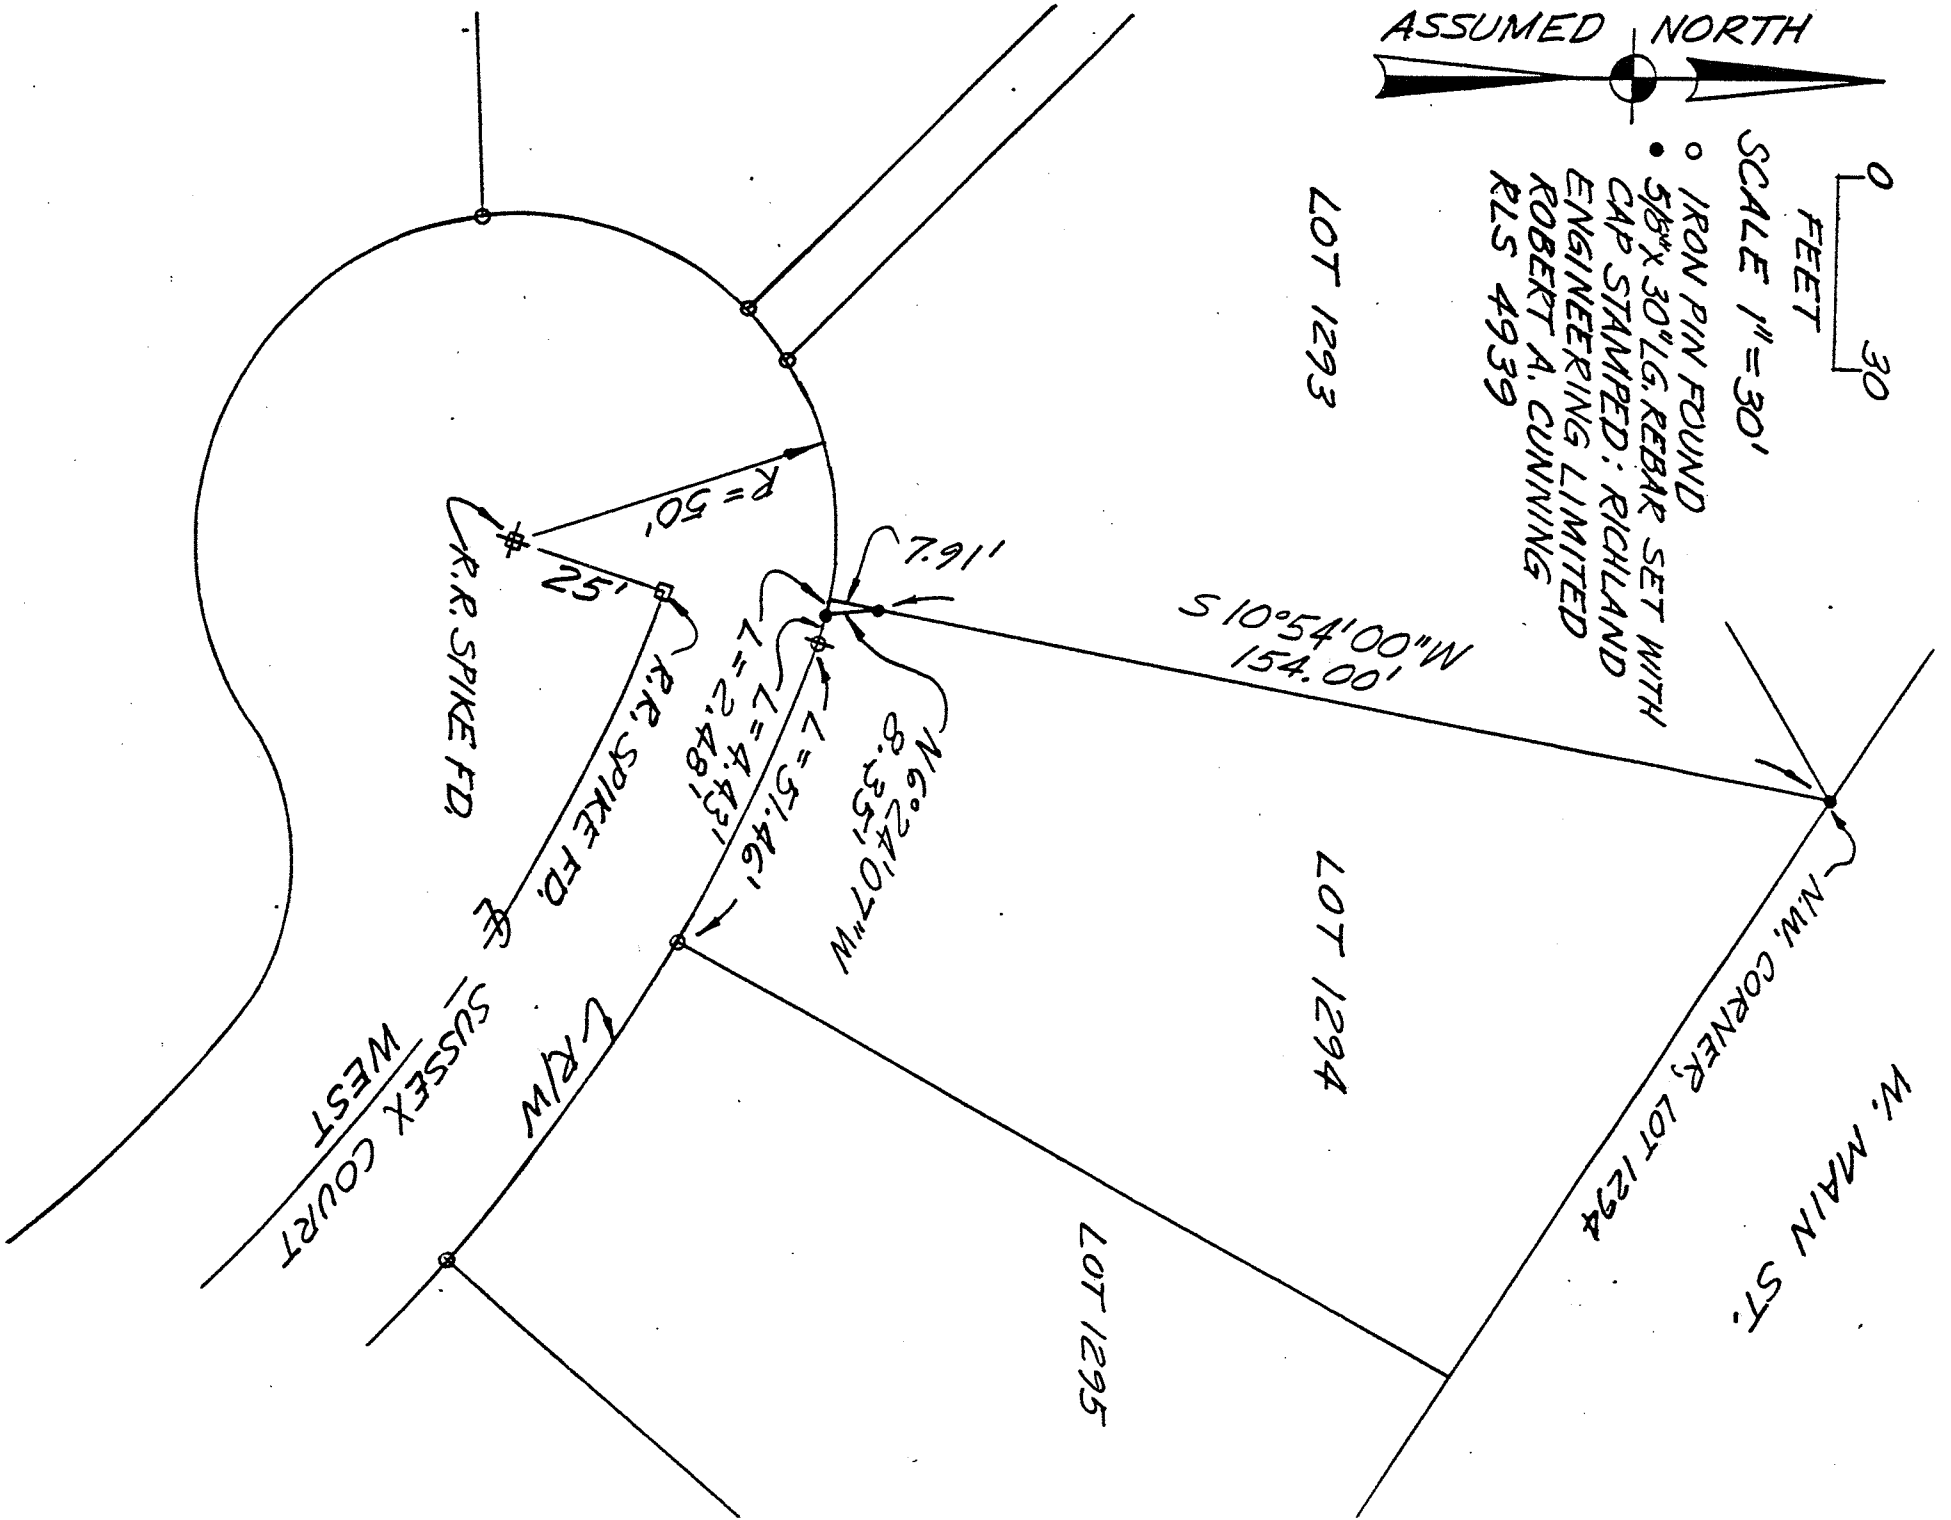 ASSUMED NORTH
0 30
FEET
SCALE 1"=30'
○ IRON PIN FOUND
● 5/8" X 30" LG. REBAR SET WITH
CAP STAMPED: RICHLAND
ENGINEERING LIMITED
ROBERT A. CUNNING
RLS 4939
LOT 1293
S 10°54'00"W
154.00'
7.91'
N 6°24'07"W
8.35'
L=51.46'
L=4.43'
L=2.48'
R=50'
25'
R.R. SPIKE FD.
R.R. SPIKE FD.
℄
SUSSEX COURT
WEST
R/W
LOT 1294
N.W. CORNER, LOT 1294
W. MAIN ST.
LOT 1295